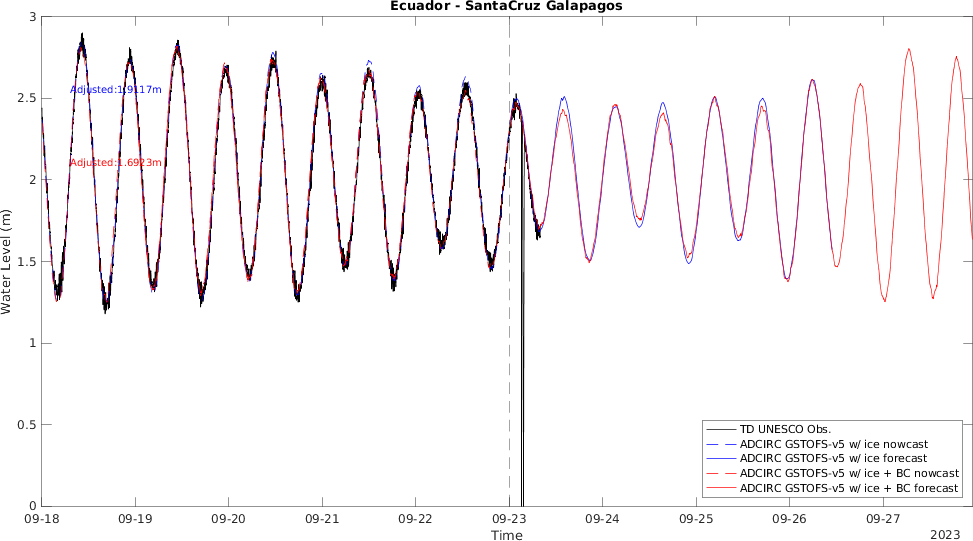 Ecuador - SantaCruz Galapagos
3
2.5
2
1.5
1
0.5
0
Water Level (m)
Adjusted:1.9117m
Adjusted:1.6923m
TD UNESCO Obs.
ADCIRC GSTOFS-v5 w/ ice nowcast
ADCIRC GSTOFS-v5 w/ ice forecast
ADCIRC GSTOFS-v5 w/ ice + BC nowcast
ADCIRC GSTOFS-v5 w/ ice + BC forecast
09-18 09-19 09-20 09-21 09-22 09-23 09-24 09-25 09-26 09-27
Time
2023